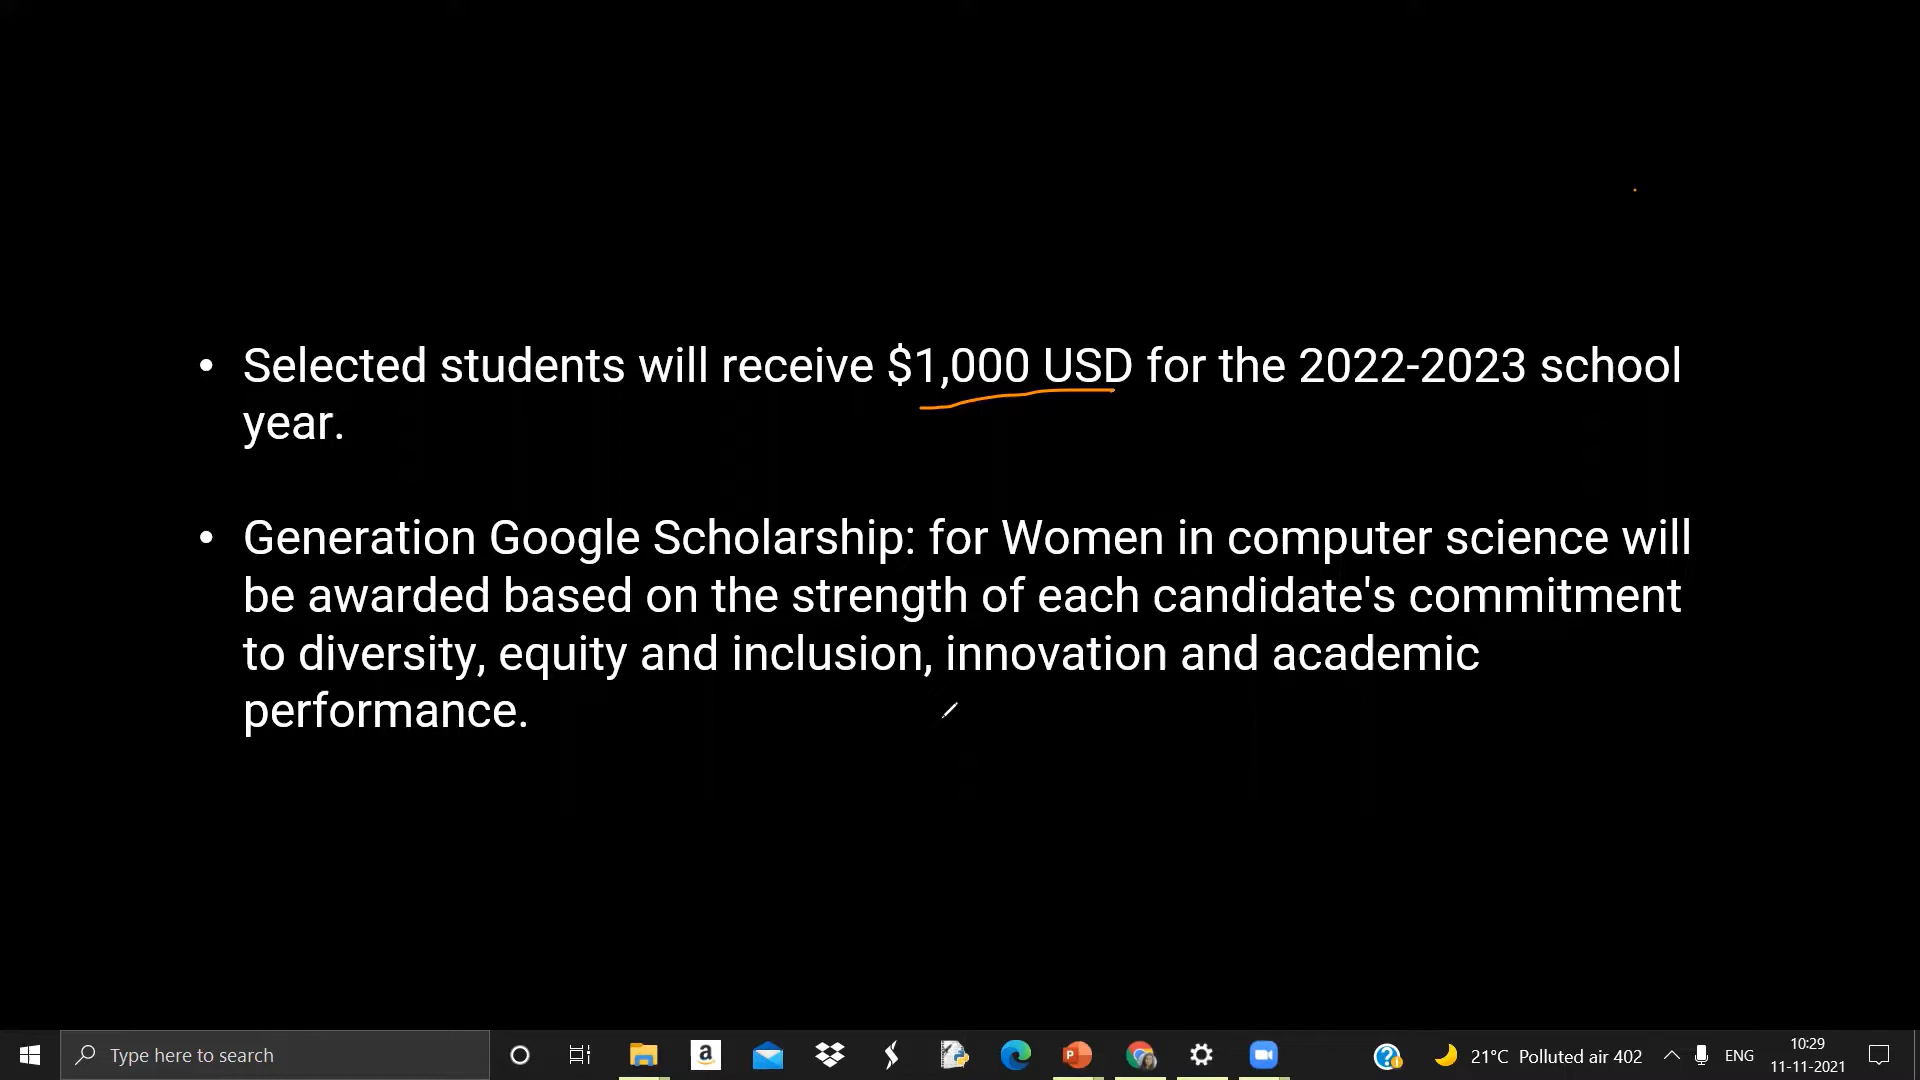 • Selected students will receive $1,000 USD for the 2022-2023 school
year.
• Generation Google Scholarship: for Women in computer science will
be awarded based on the strength of each candidate's commitment
to diversity, equity and inclusion, innovation and academic
performance.
Type here to search
21°C Polluted air 402
ENG
10:29
11-11-2021